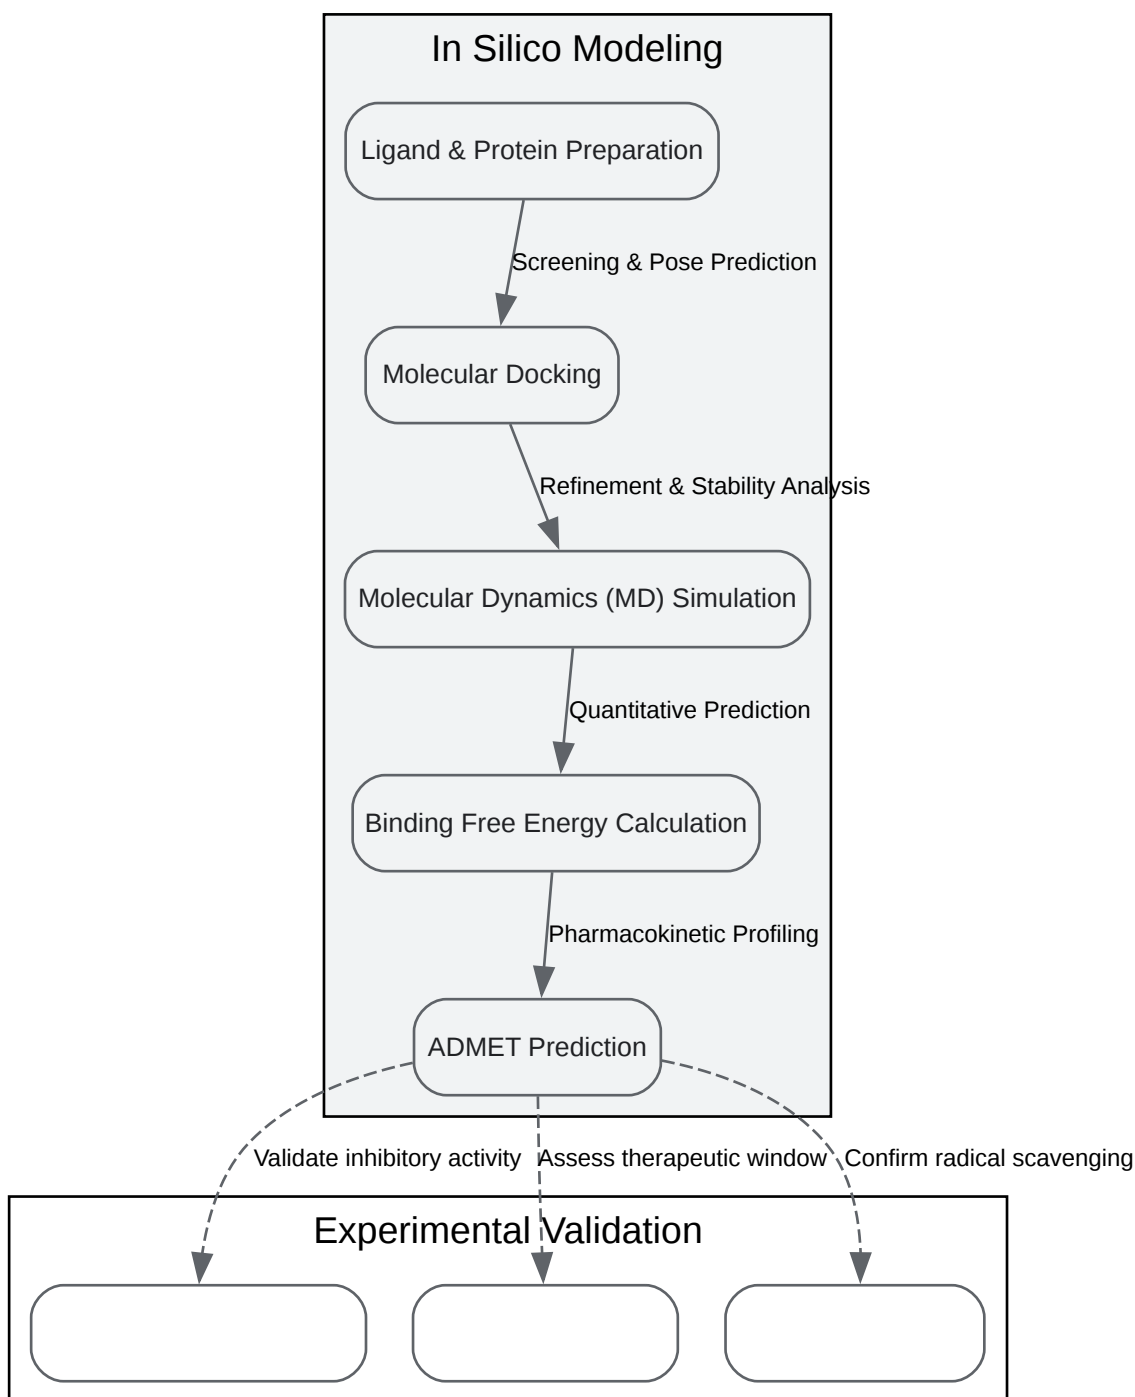 In Silico Modeling
Ligand & Protein Preparation
Screening & Pose Prediction
Molecular Docking
Refinement & Stability Analysis
Molecular Dynamics (MD) Simulation
Quantitative Prediction
Binding Free Energy Calculation
Pharmacokinetic Profiling
ADMET Prediction
Validate inhibitory activity
Assess therapeutic window
Confirm radical scavenging
Experimental Validation